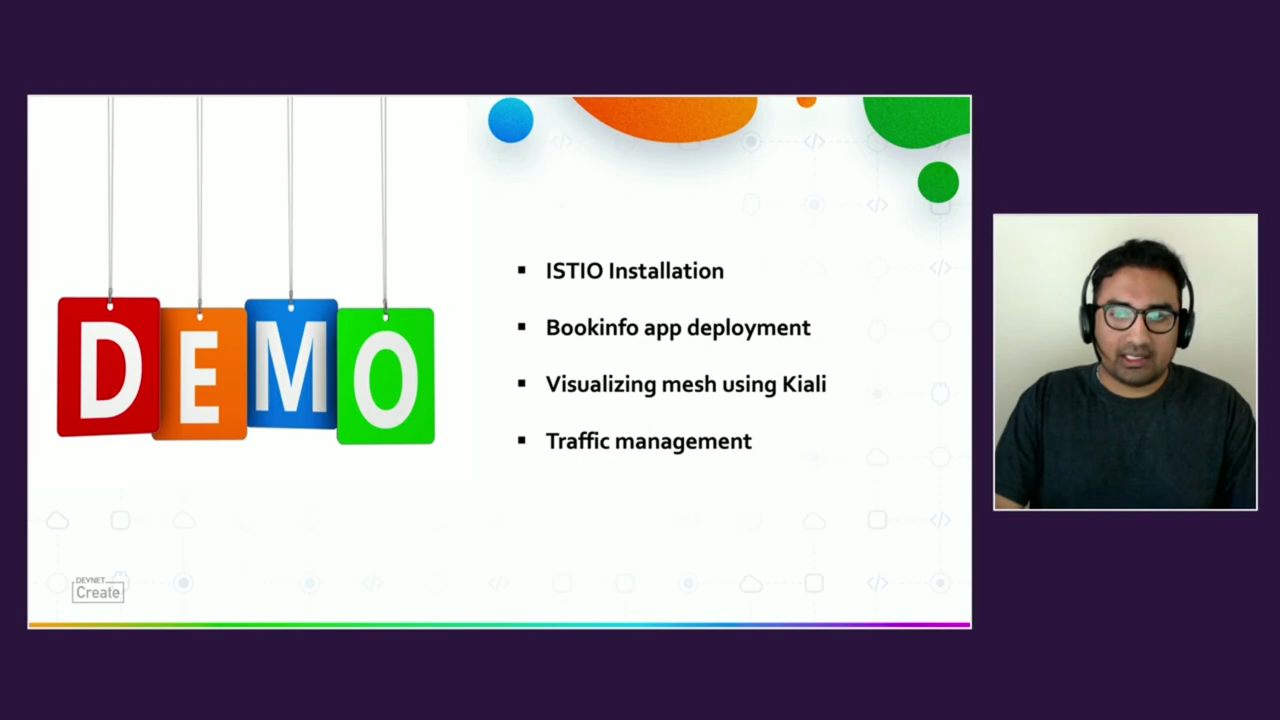 DEMO
ISTIO Installation
Bookinfo app deployment
Visualizing mesh using Kiali
Traffic management
DEVNET
Create